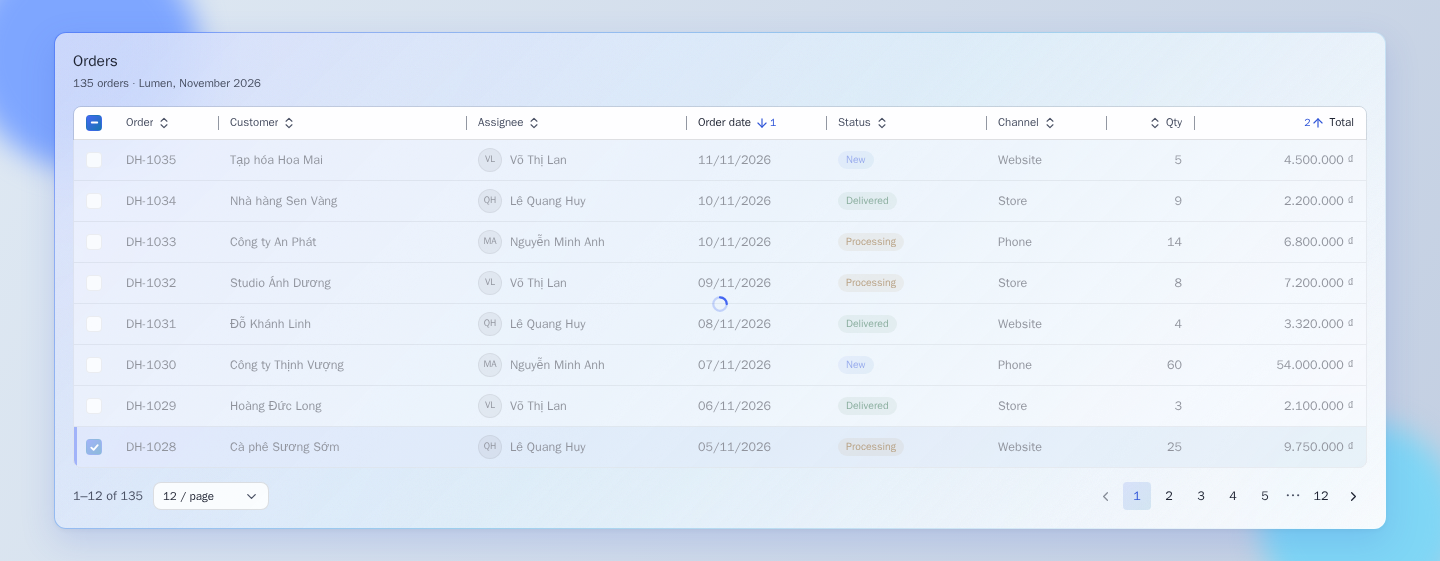 Orders
135 orders · Lumen, November 2026
Order Customer Assignee Order date 1 Status Channel Qty 2 Total
DH-1035 Tạp hóa Hoa Mai VL Võ Thị Lan 11/11/2026 New Website 5 4.500.000 ₫
DH-1034 Nhà hàng Sen Vàng QH Lê Quang Huy 10/11/2026 Delivered Store 9 2.200.000 ₫
DH-1033 Công ty An Phát MA Nguyễn Minh Anh 10/11/2026 Processing Phone 14 6.800.000 ₫
DH-1032 Studio Ánh Dương VL Võ Thị Lan 09/11/2026 Processing Store 8 7.200.000 ₫
DH-1031 Đỗ Khánh Linh QH Lê Quang Huy 08/11/2026 Delivered Website 4 3.320.000 ₫
DH-1030 Công ty Thịnh Vượng MA Nguyễn Minh Anh 07/11/2026 New Phone 60 54.000.000 ₫
DH-1029 Hoàng Đức Long VL Võ Thị Lan 06/11/2026 Delivered Store 3 2.100.000 ₫
DH-1028 Cà phê Sương Sớm QH Lê Quang Huy 05/11/2026 Processing Website 25 9.750.000 ₫
1–12 of 135 12 / page 1 2 3 4 5 ••• 12